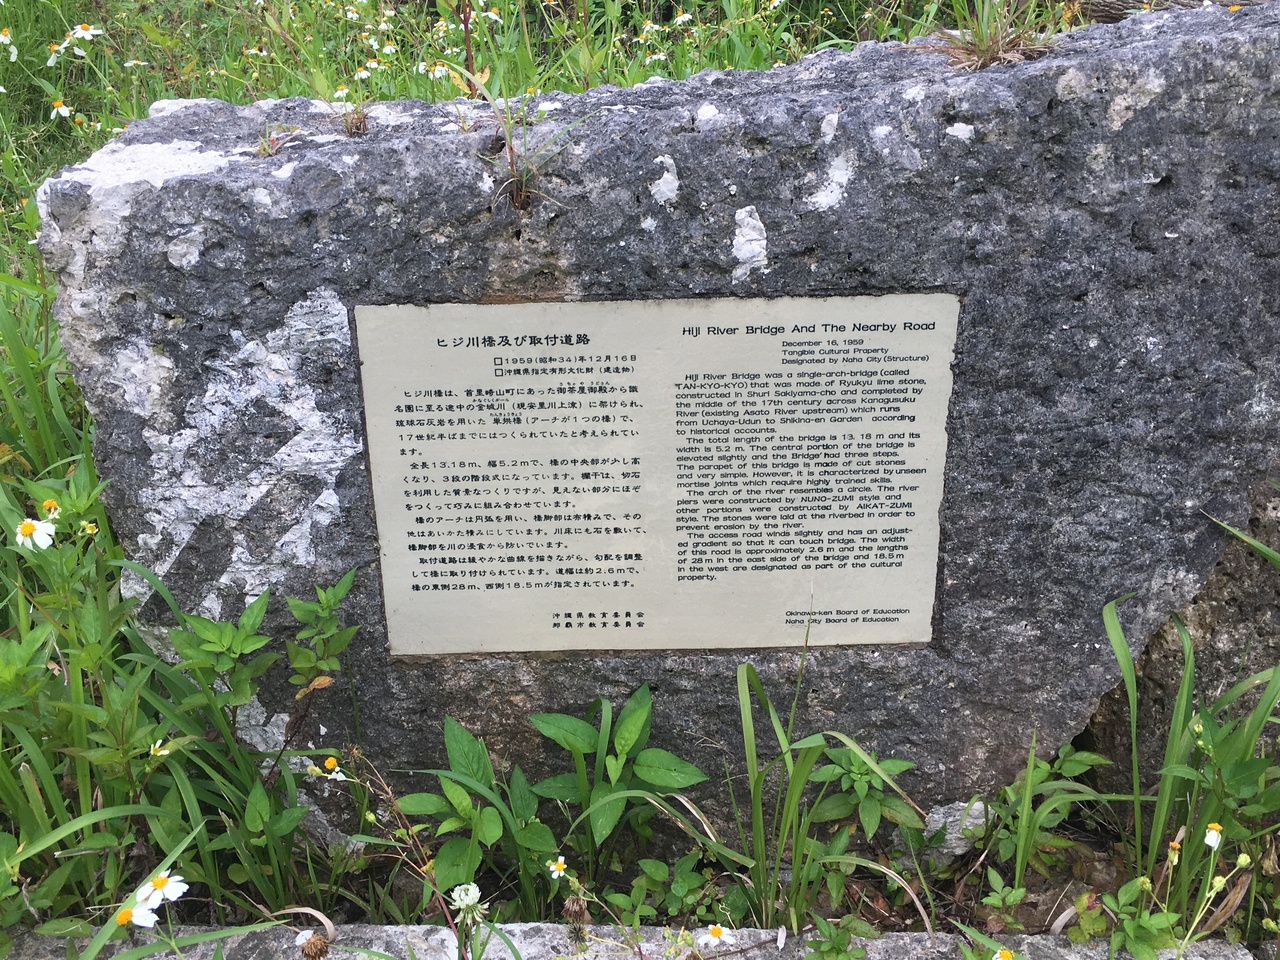 ヒジ川橋及び取付道路
□1959(昭和34)年12月16日
□沖縄県指定有形文化財(建造物)
ヒジ川橋は、首里崎山町にあった御茶屋御殿から識
名園に至る途中の金城川(現安里川上流)に架けられ、
琉球石灰岩を用いた単拱橋(アーチが1つの橋)で、
17世紀半ばまでにはつくられていたと考えられてい
ます。
全長13.18m、幅5.2mで、橋の中央部が少し高
くなり、3段の階段式になっています。欄干は、切石
を利用した質素なつくりですが、見えない部分にほぞ
をつくって巧みに組み合わせています。
橋のアーチは円弧を用い、橋脚部は布積みで、その
他はあいかた積みにしています。川床にも石を敷いて、
橋脚部を川の浸食から防いでいます。
取付道路は緩やかな曲線を描きながら、勾配を調整
して橋に取り付けられています。道幅は約2.6mで、
橋の東側28m、西側18.5mが指定されています。
沖縄県教育委員会
那覇市教育委員会
Hiji River Bridge And The Nearby Road
December 16, 1959
Tangible Cultural Property
Designated by Naha City (Structure)
Hiji River Bridge was a single-arch-bridge (called
TAN-KYO-KYO) that was made of Ryukyu lime stone,
constructed in Shuri Sakiyama-cho and completed by
the middle of the 17th century across Kanagusuku
River (existing Asato River upstream) which runs
from Uchaya-Udun to Shikina-en Garden according
to historical accounts.
The total length of the bridge is 13.18 m and its
width is 5.2 m. The central portion of the bridge is
elevated slightly and the Bridge had three steps.
The parapet of this bridge is made of cut stones
and very simple. However, it is characterized by unseen
mortise joints which require highly trained skills.
The arch of the river resembles a circle. The river
piers were constructed by NUNO-ZUMI style and
other portions were constructed by AIKAT-ZUMI
style. The stones were laid at the riverbed in order to
prevent erosion by the river.
The access road winds slightly and has an adjust-
ed gradient so that it can touch bridge. The width
of this road is approximately 2.6 m and the lengths
of 28 m in the east side of the bridge and 18.5 m
in the west are designated as part of the cultural
property.
Okinawa-ken Board of Education
Naha City Board of Education